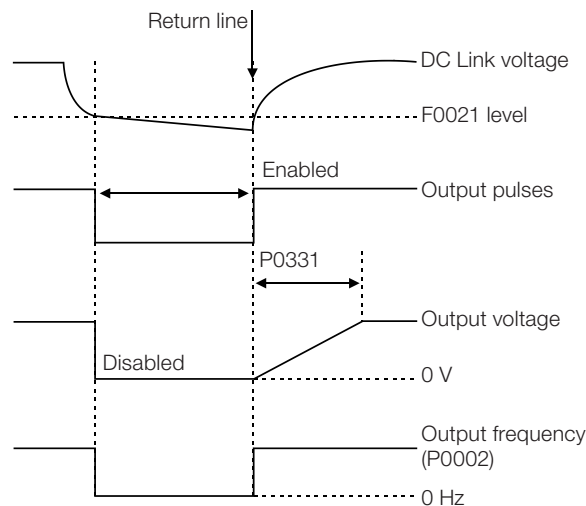 Return line
DC Link voltage
F0021 level
Enabled
Output pulses
P0331
Output voltage
Disabled
0 V
Output frequency
(P0002)
0 Hz